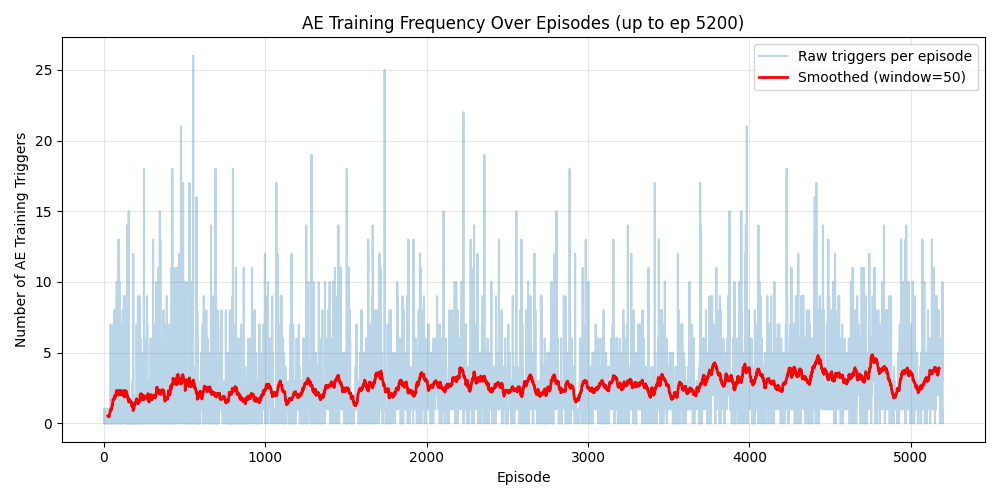 AE Training Frequency Over Episodes (up to ep 5200)
Raw triggers per episode
Smoothed (window=50)
Number of AE Training Triggers
25
20
15
10
5
0
0 1000 2000 3000 4000 5000
Episode